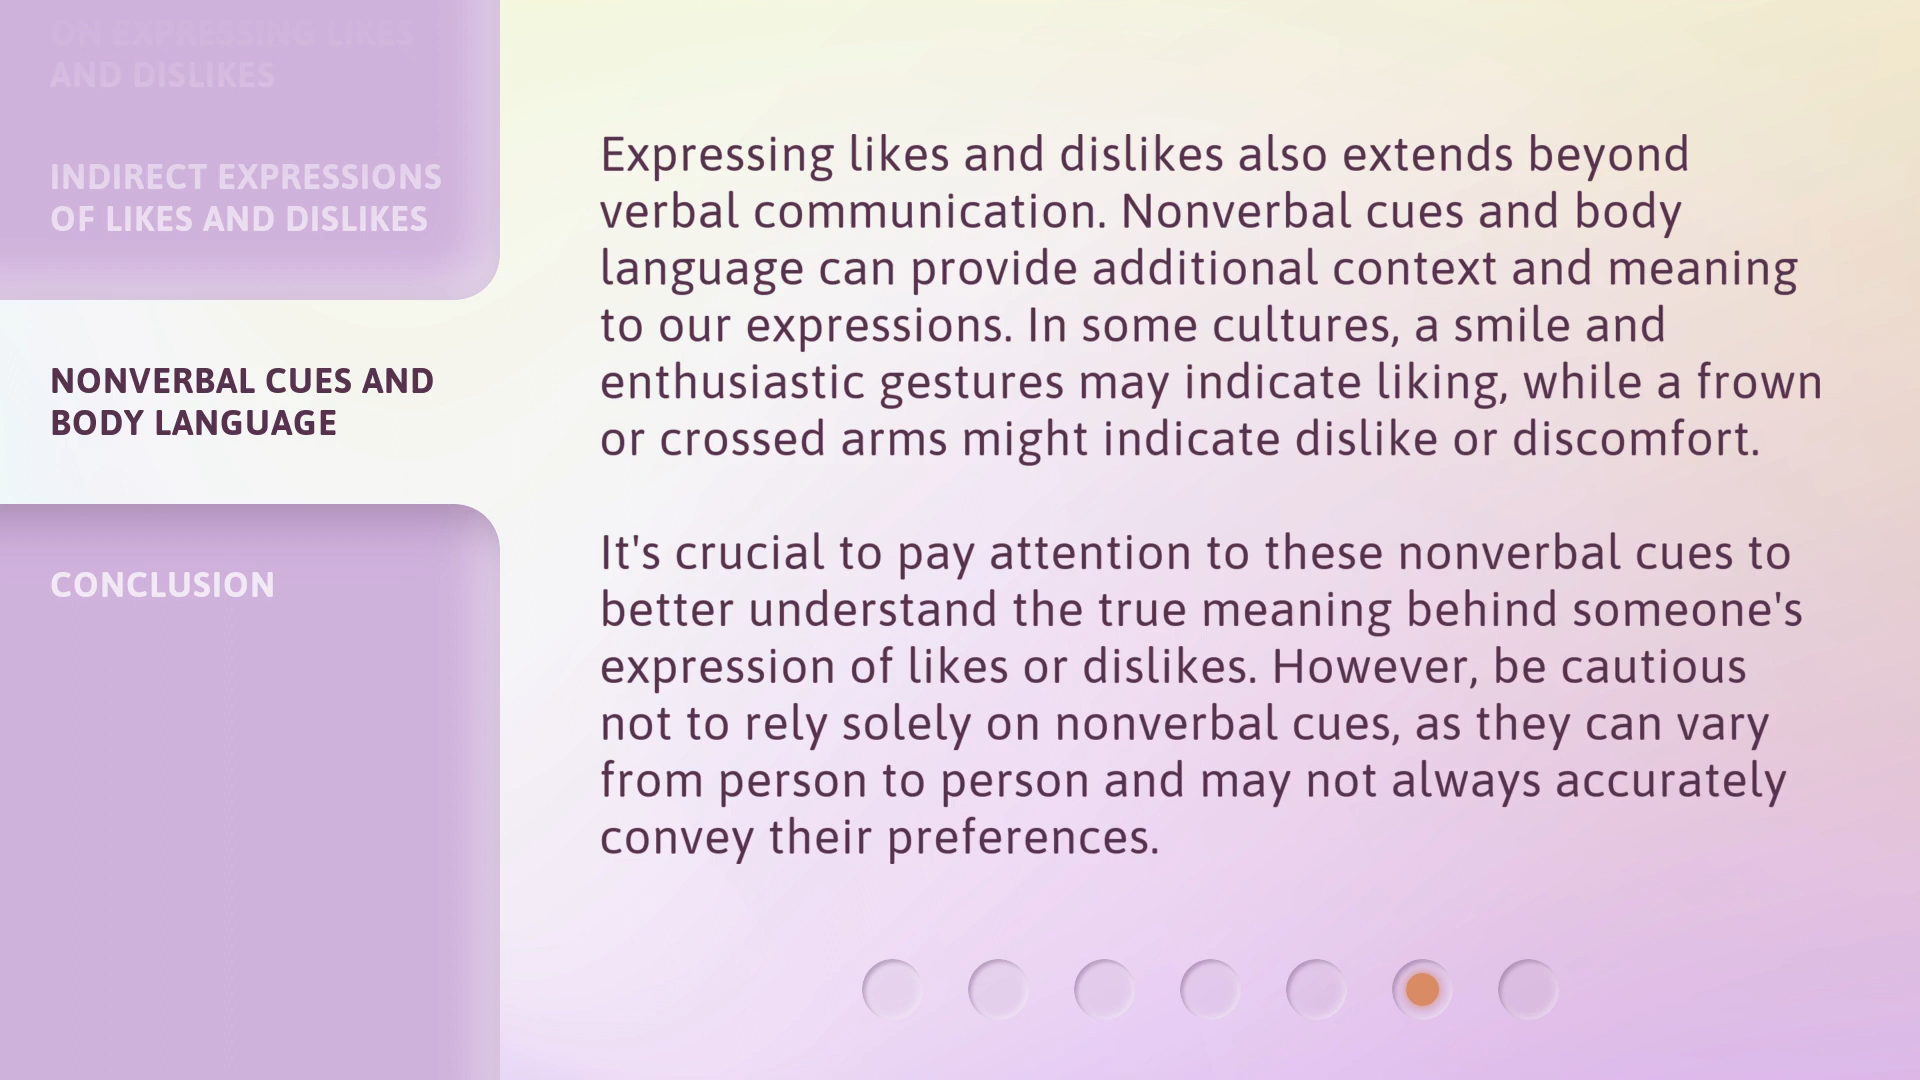 ON EXPRESSING LIKES
AND DISLIKES
INDIRECT EXPRESSIONS
OF LIKES AND DISLIKES
NONVERBAL CUES AND
BODY LANGUAGE
CONCLUSION
Expressing likes and dislikes also extends beyond
verbal communication. Nonverbal cues and body
language can provide additional context and meaning
to our expressions. In some cultures, a smile and
enthusiastic gestures may indicate liking, while a frown
or crossed arms might indicate dislike or discomfort.
It's crucial to pay attention to these nonverbal cues to
better understand the true meaning behind someone's
expression of likes or dislikes. However, be cautious
not to rely solely on nonverbal cues, as they can vary
from person to person and may not always accurately
convey their preferences.